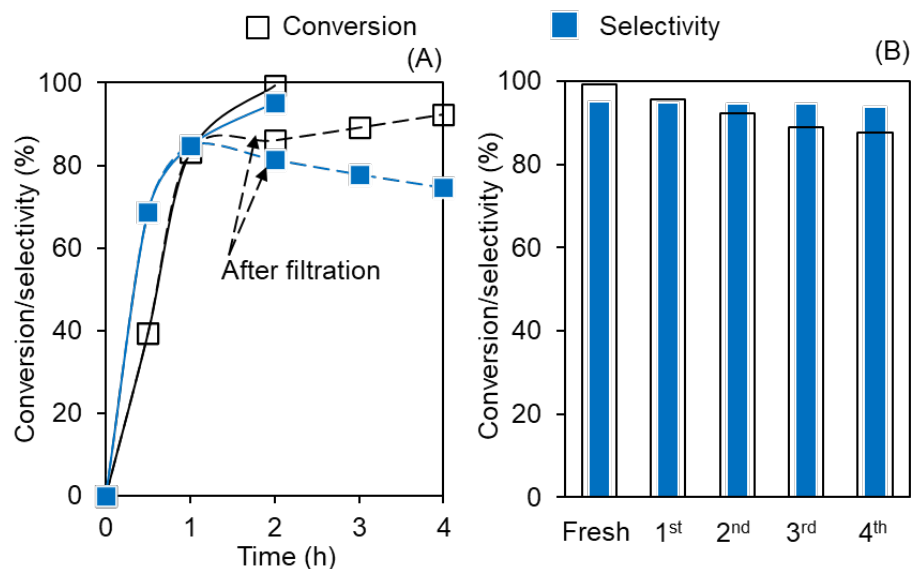 Conversion
Selectivity
(A)
Conversion/selectivity (%)
100
80
60
40
20
0
After filtration
0 1 2 3 4
Time (h)
(B)
Conversion/selectivity (%)
100
80
60
40
20
0
Fresh 1st 2nd 3rd 4th